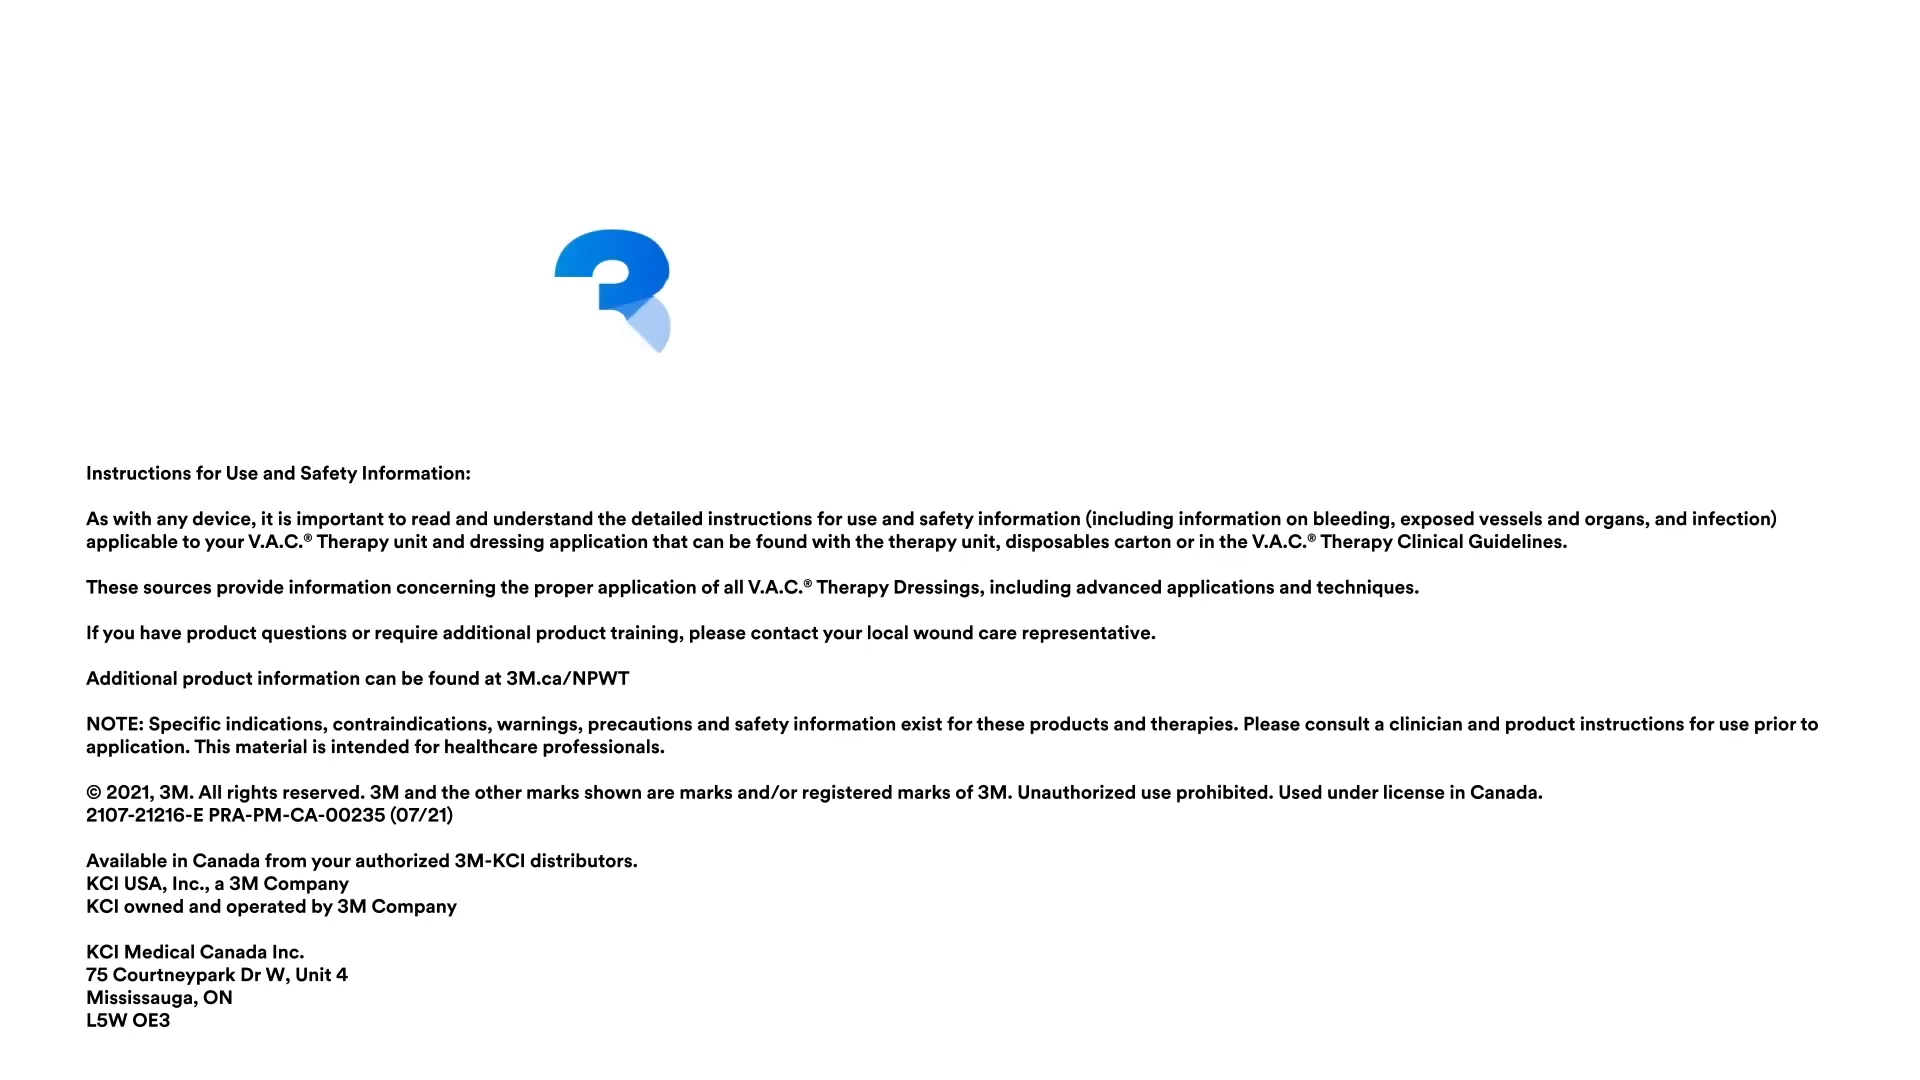 3
Instructions for Use and Safety Information:
As with any device, it is important to read and understand the detailed instructions for use and safety information (including information on bleeding, exposed vessels and organs, and infection)
applicable to your V.A.C.® Therapy unit and dressing application that can be found with the therapy unit, disposables carton or in the V.A.C.® Therapy Clinical Guidelines.
These sources provide information concerning the proper application of all V.A.C.® Therapy Dressings, including advanced applications and techniques.
If you have product questions or require additional product training, please contact your local wound care representative.
Additional product information can be found at 3M.ca/NPWT
NOTE: Specific indications, contraindications, warnings, precautions and safety information exist for these products and therapies. Please consult a clinician and product instructions for use prior to
application. This material is intended for healthcare professionals.
© 2021, 3M. All rights reserved. 3M and the other marks shown are marks and/or registered marks of 3M. Unauthorized use prohibited. Used under license in Canada.
2107-21216-E PRA-PM-CA-00235 (07/21)
Available in Canada from your authorized 3M-KCI distributors.
KCI USA, Inc., a 3M Company
KCI owned and operated by 3M Company
KCI Medical Canada Inc.
75 Courtneypark Dr W, Unit 4
Mississauga, ON
L5W OE3